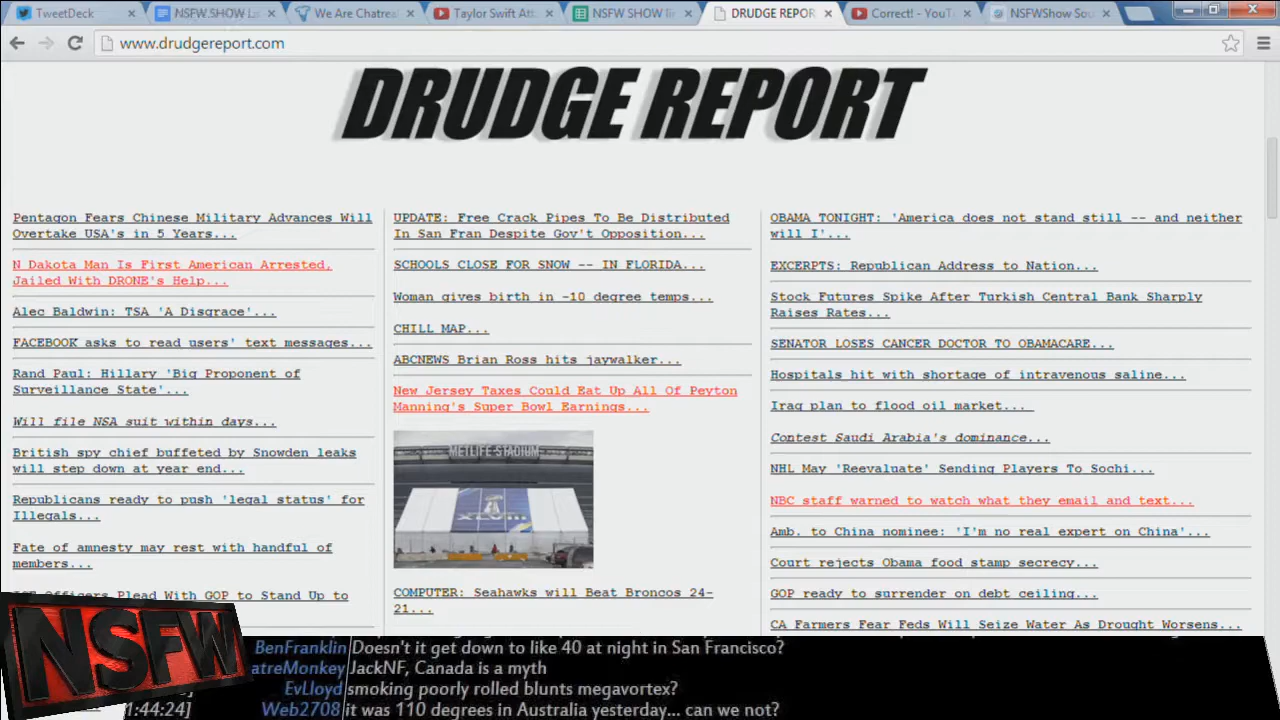 TweetDeck
NSFW.SHOW Li
We Are Chatrea
Taylor Swift Att
NSFW SHOW lin
DRUDGE REPOR
Correct! - YouT
NSFWShow Sou
www.drudgereport.com
DRUDGE REPORT
Pentagon Fears Chinese Military Advances Will
Overtake USA's in 5 Years...
N Dakota Man Is First American Arrested,
Jailed With DRONE's Help...
Alec Baldwin: TSA 'A Disgrace'...
FACEBOOK asks to read users' text messages...
Rand Paul: Hillary 'Big Proponent of
Surveillance State'...
Will file NSA suit within days...
British spy chief buffeted by Snowden leaks
will step down at year end...
Republicans ready to push 'legal status' for
Illegals...
Fate of amnesty may rest with handful of
members...
ICE Officers Plead With GOP to Stand Up to
UPDATE: Free Crack Pipes To Be Distributed
In San Fran Despite Gov't Opposition...
SCHOOLS CLOSE FOR SNOW -- IN FLORIDA...
Woman gives birth in -10 degree temps...
CHILL MAP...
ABCNEWS Brian Ross hits jaywalker...
New Jersey Taxes Could Eat Up All Of Peyton
Manning's Super Bowl Earnings...
METLIFE STADIUM
XLVIII
COMPUTER: Seahawks will Beat Broncos 24-
21...
OBAMA TONIGHT: 'America does not stand still -- and neither
will I'...
EXCERPTS: Republican Address to Nation...
Stock Futures Spike After Turkish Central Bank Sharply
Raises Rates...
SENATOR LOSES CANCER DOCTOR TO OBAMACARE...
Hospitals hit with shortage of intravenous saline...
Iraq plan to flood oil market...
Contest Saudi Arabia's dominance...
NHL May 'Reevaluate' Sending Players To Sochi...
NBC staff warned to watch what they email and text...
Amb. to China nominee: 'I'm no real expert on China'...
Court rejects Obama food stamp secrecy...
GOP ready to surrender on debt ceiling...
CA Farmers Fear Feds Will Seize Water As Drought Worsens...
NSFW
BenFranklin Doesn't it get down to like 40 at night in San Francisco?
atreMonkey JackNF, Canada is a myth
EvLloyd smoking poorly rolled blunts megavortex?
1:44:24] Web2708 it was 110 degrees in Australia yesterday... can we not?